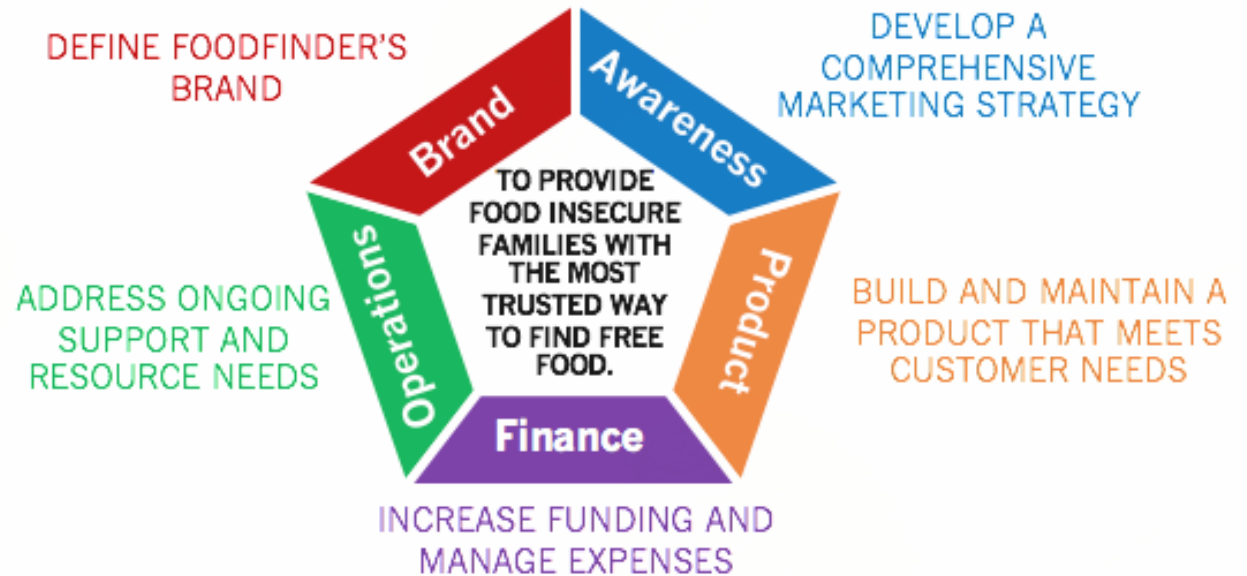 DEFINE FOODFINDER'S
BRAND
Brand
Awareness
DEVELOP A
COMPREHENSIVE
MARKETING STRATEGY
TO PROVIDE
FOOD INSECURE
FAMILIES WITH
THE MOST
TRUSTED WAY
TO FIND FREE
FOOD.
Operations
ADDRESS ONGOING
SUPPORT AND
RESOURCE NEEDS
Product
BUILD AND MAINTAIN A
PRODUCT THAT MEETS
CUSTOMER NEEDS
Finance
INCREASE FUNDING AND
MANAGE EXPENSES